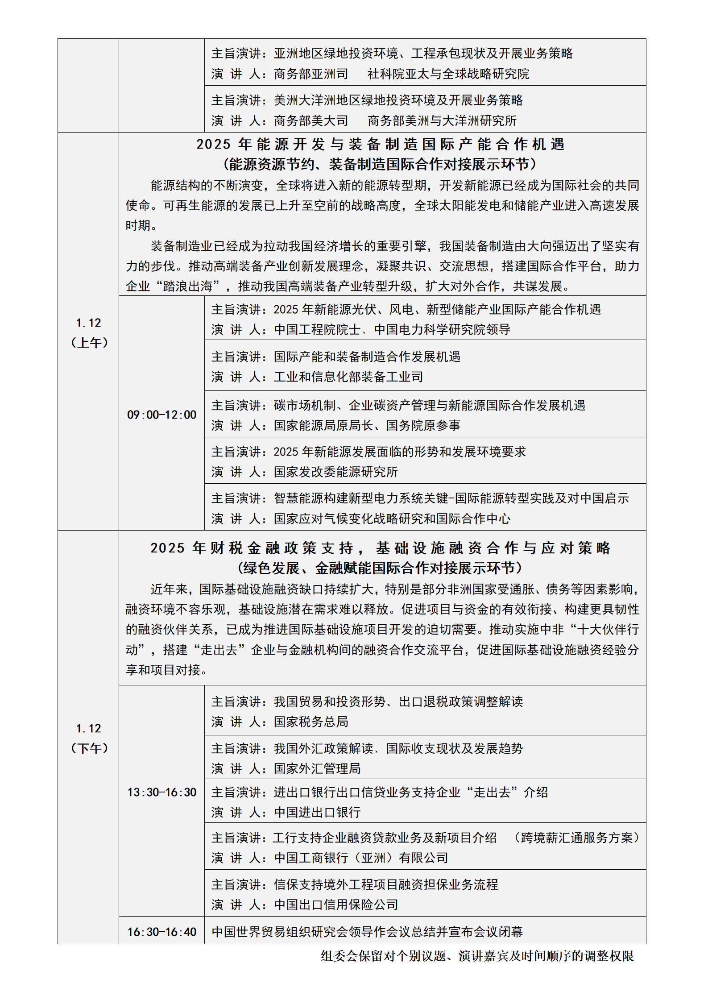 主旨演讲：亚洲地区绿地投资环境、工程承包现状及开展业务策略
演 讲 人：商务部亚洲司 社科院亚太与全球战略研究院
主旨演讲：美洲大洋洲地区绿地投资环境及开展业务策略
演 讲 人：商务部美大司 商务部美洲与大洋洲研究所
1.12
（上午）
2025 年能源开发与装备制造国际产能合作机遇
(能源资源节约、装备制造国际合作对接展示环节）
能源结构的不断演变，全球将进入新的能源转型期，开发新能源已经成为国际社会的共同
使命。可再生能源的发展已上升至空前的战略高度，全球太阳能发电和储能产业进入高速发展
时期。
装备制造业已经成为拉动我国经济增长的重要引擎，我国装备制造由大向强迈出了坚实有
力的步伐。推动高端装备产业创新发展理念，凝聚共识、交流思想，搭建国际合作平台，助力
企业“踏浪出海”，推动我国高端装备产业转型升级，扩大对外合作，共谋发展。
09:00-12:00
主旨演讲：2025 年新能源光伏、风电、新型储能产业国际产能合作机遇
演 讲 人：中国工程院院士、中国电力科学研究院领导
主旨演讲：国际产能和装备制造合作发展机遇
演 讲 人：工业和信息化部装备工业司
主旨演讲：碳市场机制、企业碳资产管理与新能源国际合作发展机遇
演 讲 人：国家能源局原局长、国务院原参事
主旨演讲：2025 年新能源发展面临的形势和发展环境要求
演 讲 人：国家发改委能源研究所
主旨演讲：智慧能源构建新型电力系统关键-国际能源转型实践及对中国启示
演 讲 人：国家应对气候变化战略研究和国际合作中心
1.12
（下午）
2025 年财税金融政策支持，基础设施融资合作与应对策略
(绿色发展、金融赋能国际合作对接展示环节）
近年来，国际基础设施融资缺口持续扩大，特别是部分非洲国家受通胀、债务等因素影响，
融资环境不容乐观，基础设施潜在需求难以释放。促进项目与资金的有效衔接、构建更具韧性
的融资伙伴关系，已成为推进国际基础设施项目开发的迫切需要。推动实施中非“十大伙伴行
动”，搭建“走出去”企业与金融机构间的融资合作交流平台，促进国际基础设施融资经验分
享和项目对接。
13:30-16:30
主旨演讲：我国贸易和投资形势、出口退税政策调整解读
演 讲 人：国家税务总局
主旨演讲：我国外汇政策解读、国际收支现状及发展趋势
演 讲 人：国家外汇管理局
主旨演讲：进出口银行出口信贷业务支持企业“走出去”介绍
演 讲 人：中国进出口银行
主旨演讲：工行支持企业融资贷款业务及新项目介绍 （跨境薪汇通服务方案）
演 讲 人：中国工商银行（亚洲）有限公司
主旨演讲：信保支持境外工程项目融资担保业务流程
演 讲 人：中国出口信用保险公司
16:30-16:40
中国世界贸易组织研究会领导作会议总结并宣布会议闭幕
组委会保留对个别议题、演讲嘉宾及时间顺序的调整权限